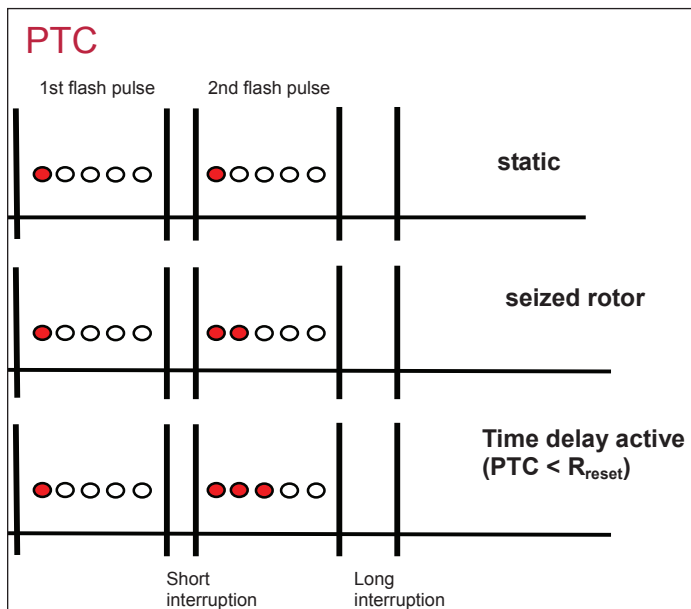 PTC
1st flash pulse 2nd flash pulse
static
seized rotor
Time delay active
(PTC < Rreset)
Short
interruption
Long
interruption